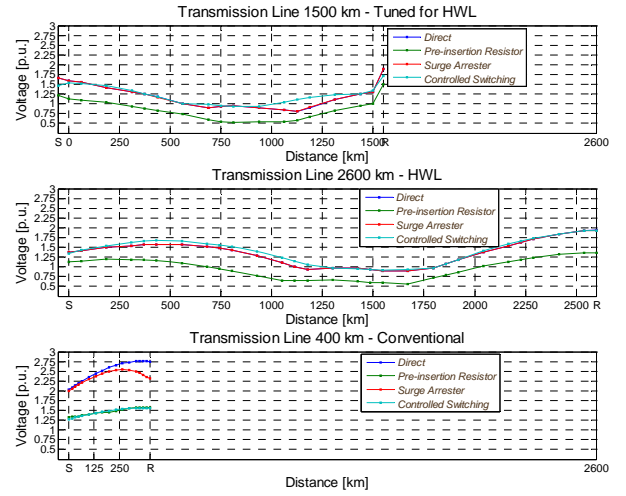 Transmission Line 1500 km - Tuned for HWL
Voltage [p.u.]
3
2.75
2.5
2.25
2
1.75
1.5
1.25
1
0.75
0.5
Direct
Pre-insertion Resistor
Surge Arrester
Controlled Switching
S 0 250 500 750 1000 1250 1500R 2600
Distance [km]
Transmission Line 2600 km - HWL
Voltage [p.u.]
3
2.75
2.5
2.25
2
1.75
1.5
1.25
1
0.75
0.5
Direct
Pre-insertion Resistor
Surge Arrester
Controlled Switching
S 250 500 750 1000 1250 1500 1750 2000 2250 2500 R
Distance [km]
Transmission Line 400 km - Conventional
Voltage [p.u.]
3
2.75
2.5
2.25
2
1.75
1.5
1.25
1
0.75
0.5
Direct
Pre-insertion Resistor
Surge Arrester
Controlled Switching
S 125 250 R 2600
Distance [km]